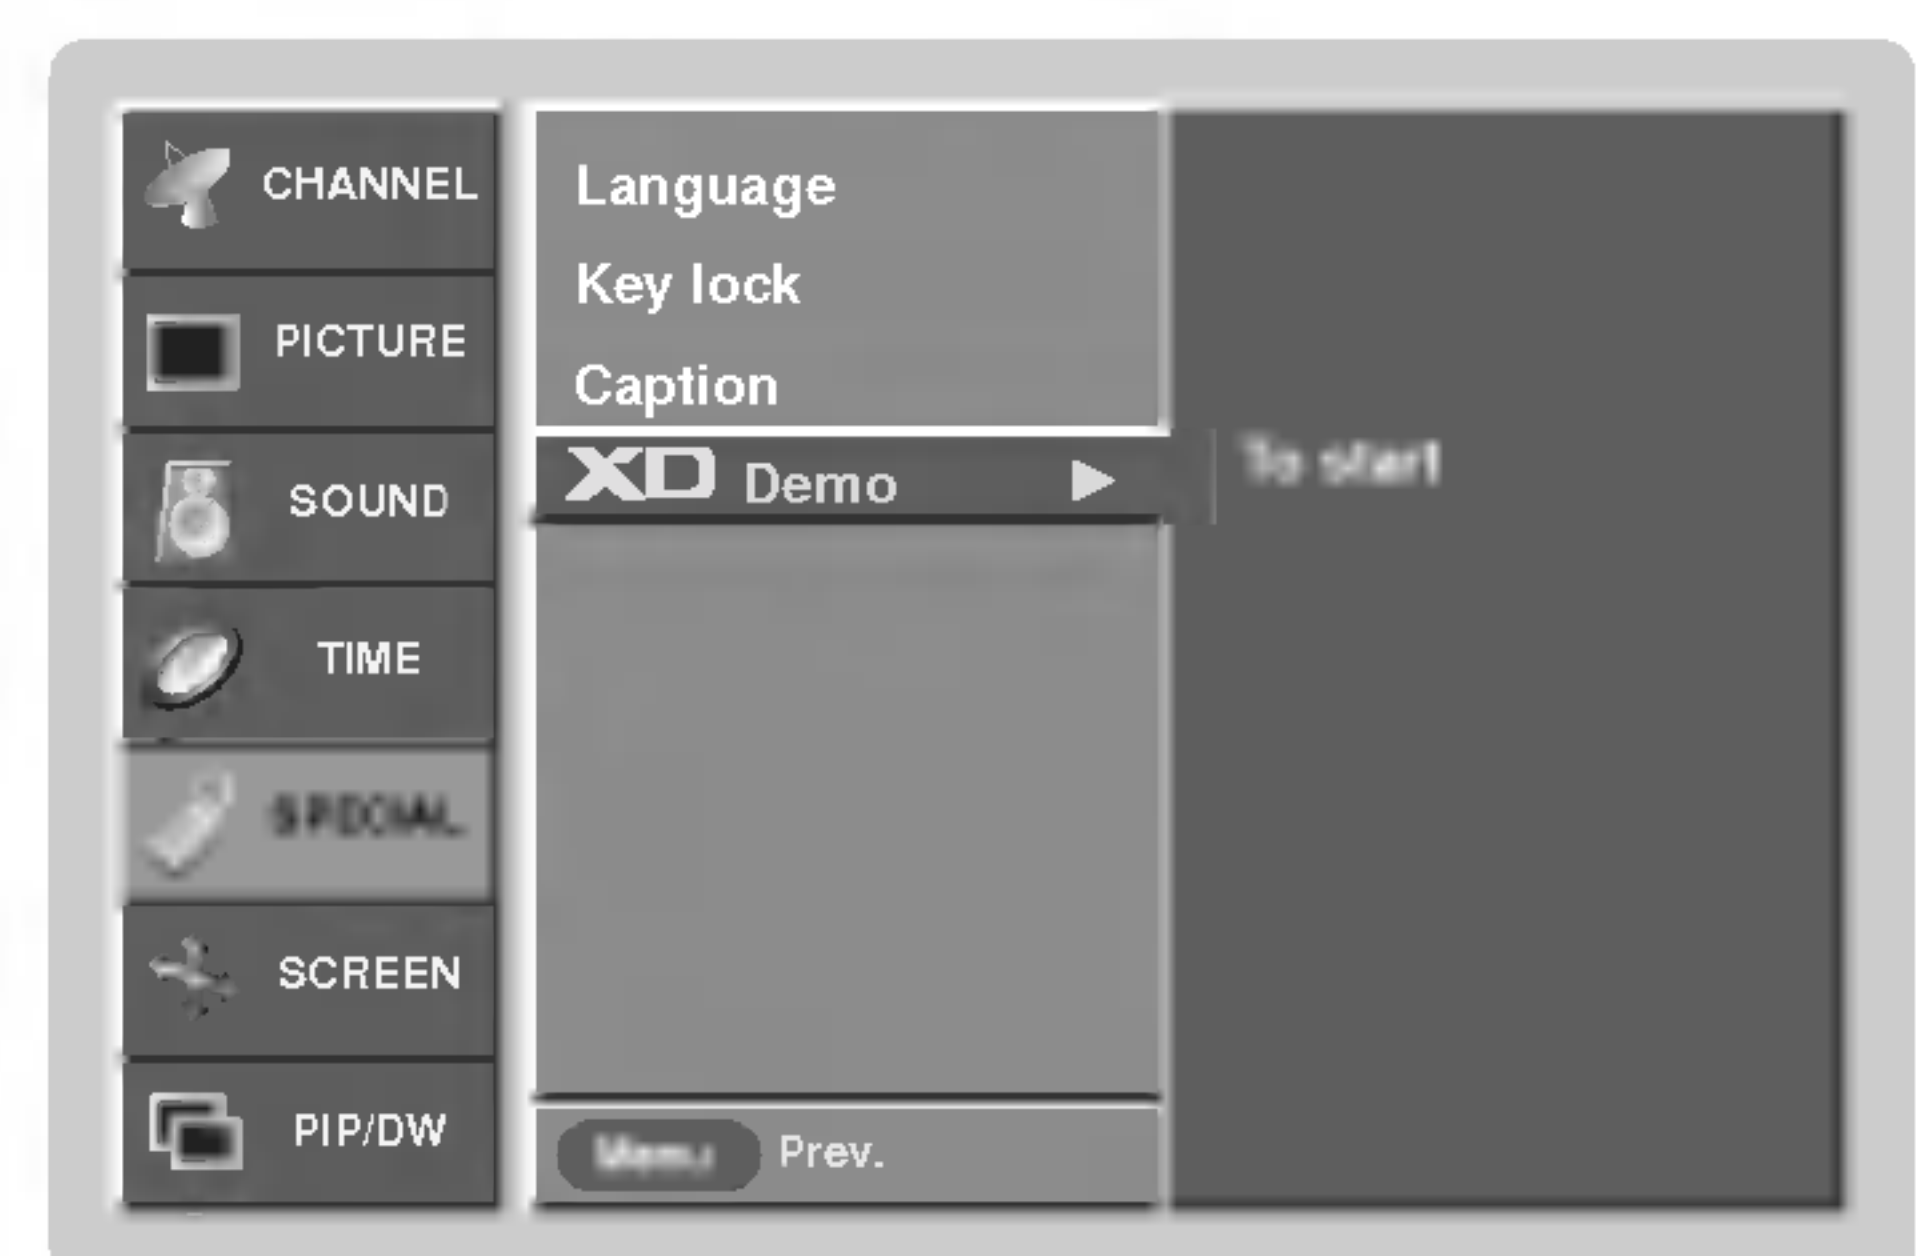 CHANNEL
PICTURE
SOUND
TIME
SPECIAL
SCREEN
PIP/DW
Language
Key lock
Caption
XD Demo ▶
To start
Menu Prev.